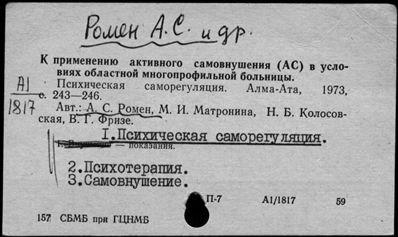 Ромен А.С. и др.
К применению активного самовнушения (АС) в усло-
виях областной многопрофильной больницы.
Психическая саморегуляция. Алма-Ата, 1973,
с. 243—246.
А1
1817
Авт.: А. С. Ромен, М. И. Матронина, Н. Б. Колосов-
ская, В. Г. Фризе.
1.Психическая саморегуляция.
— показания.
2.Психотерапия.
3.Самовнушение.
П-7 А1/1817 59
157 СБМБ при ГЦНМБ